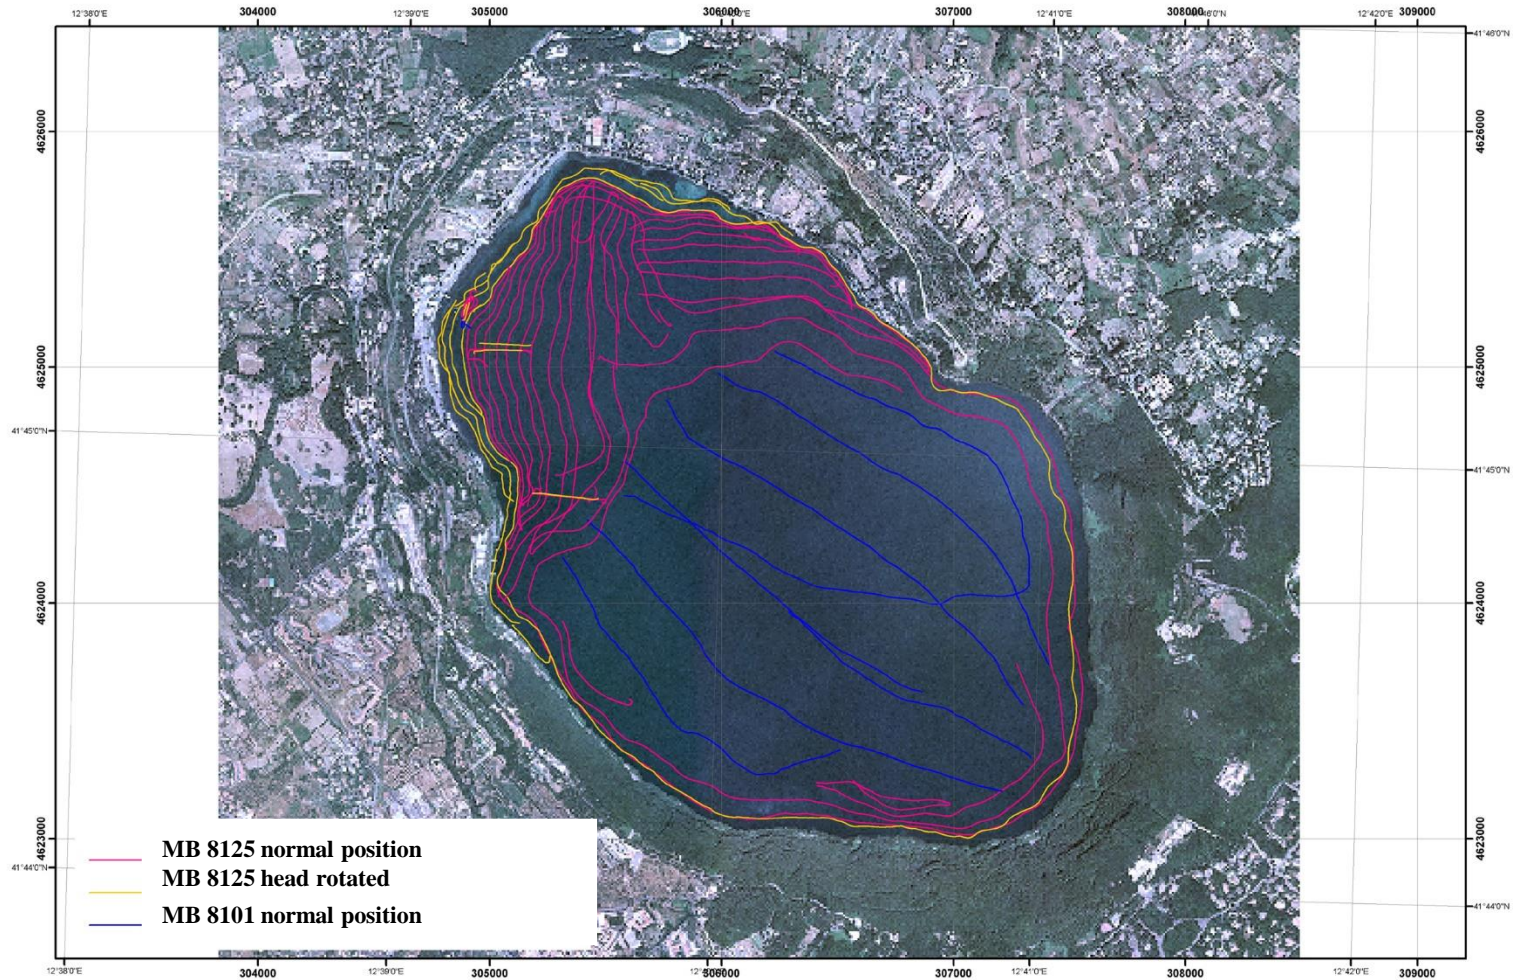 304000 305000 306000 307000 308000 309000
12°38'0"E 12°39'0"E 12°41'0"E 12°42'0"E
41°46'0"N
4626000 4626000
4625000 4625000
41°45'0"N 41°45'0"N
4624000 4624000
4623000 4623000
MB 8125 normal position
MB 8125 head rotated
MB 8101 normal position
41°44'0"N 41°44'0"N
304000 305000 306000 307000 308000 309000
12°38'0"E 12°39'0"E 12°41'0"E 12°42'0"E